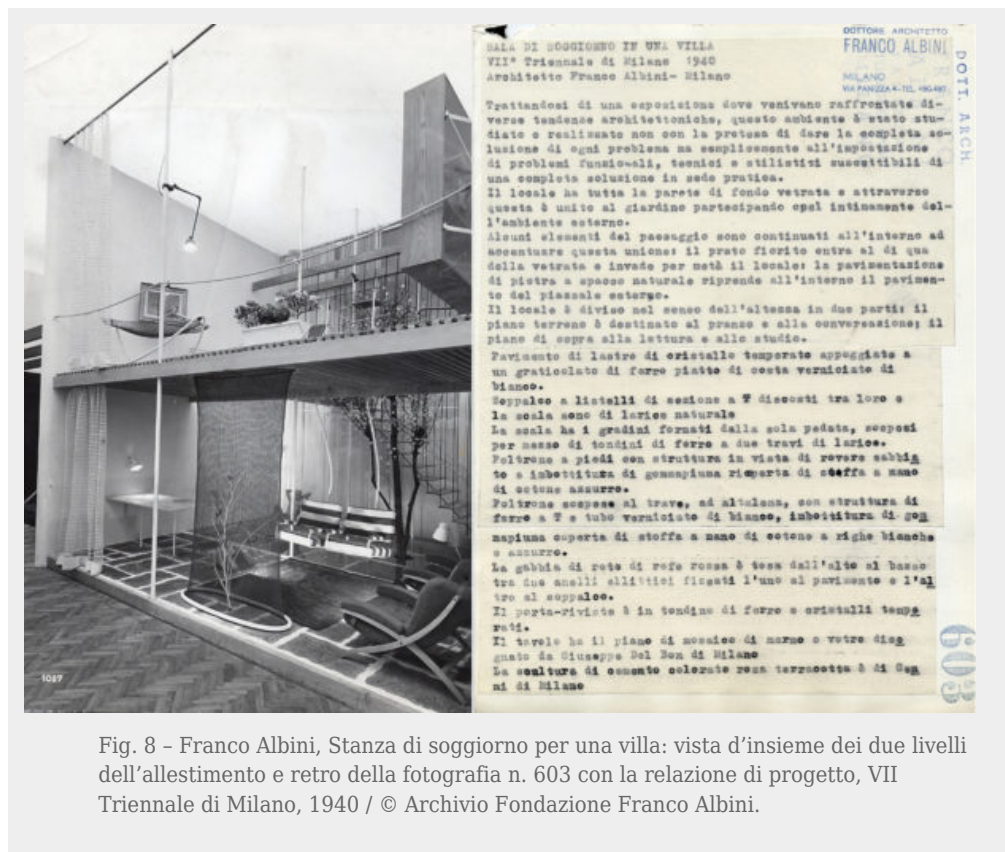 SALA DI SOGGIORNO IN UNA VILLA
VII° Triennale di Milano 1940
Architetto Franco Albini- Milano
DOTTORE ARCHITETTO
FRANCO ALBINI
MILANO
VIA PANIZZA 4-TEL.
DOTT. ARCH.
Trattandosi di una esposizione dove venivano raffrontate di-
verse tendenze architettoniche, questo ambiente è stato stu-
diato e realizzato non con la pretesa di dare la completa so-
luzione di ogni problema ma semplicemente all'impostazione
di problemi funzionali, tecnici e stilistici suscettibili di
una completa soluzione in sede pratica.
Il locale ha tutta la parete di fondo vetrata e attraverso
questa è unito al giardino partecipando così intimamente del-
l'ambiente esterno.
Alcuni elementi del paesaggio sono continuati all'interno ad
accentuare questa unione: il prato fiorito entra al di qua
della vetrata e invade per metà il locale: la pavimentazione
di pietra a spacco naturale riprende all'interno il pavimen-
to del piazzale esterno.
Il locale è diviso nel senso dell'altezza in due parti: il
piano terreno è destinato al pranzo e alla conversazione; il
piano di sopra alla lettura e allo studio.
Pavimento di lastre di cristallo temperato appoggiate a
un graticolato di ferro piatto di costa verniciato di
bianco.
Soppalco a listelli di sezione a T discosti tra loro e
la scala sono di larice naturale
La scala ha i gradini formati dalla sola pedata, sospesi
per mezzo di tondini di ferro a due travi di larice.
Poltrone a piedi con struttura in vista di rovere sabbia
to e imbottitura di gommapiuma ricoperta di stoffa a mano
di cotone azzurro.
Poltrone sospese al trave, ad altalena, con struttura di
ferro a T e tubo verniciato di bianco, imbottitura di gom
mapiuma coperta di stoffa a mano di cotone a righe bianche
e azzurro.
La gabbia di rete di refe rossa è tesa dall'alto al basso
tra due anelli ellittici fissati l'uno al pavimento e l'al
tro al soppalco.
Il porta-riviste è in tondino di ferro e cristalli tempe
rati.
Il tavolo ha il piano di mosaico di marmo e vetro dise
gnato da Giuseppe Del Bon di Milano
La scultura di cemento colorato rosa terracotta è di Gen
ni di Milano
603
1027
Fig. 8 – Franco Albini, Stanza di soggiorno per una villa: vista d’insieme dei due livelli
dell’allestimento e retro della fotografia n. 603 con la relazione di progetto, VII
Triennale di Milano, 1940 / © Archivio Fondazione Franco Albini.